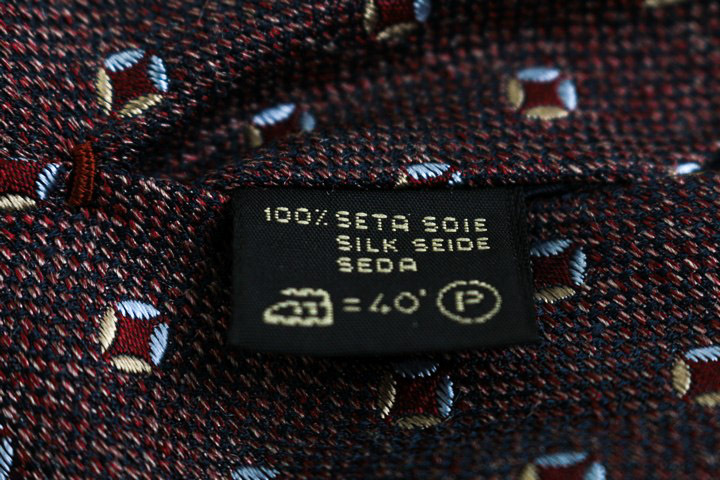 100% SETA SOIE
SILK SEIDE
SEDA
= 40° P